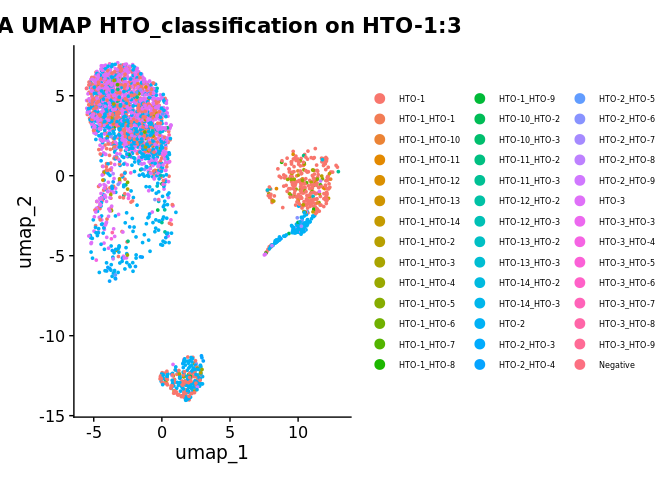 A UMAP HTO_classification on HTO-1:3
umap_2
5
0
-5
-10
-15
-5
0
5
10
umap_1
HTO-1
HTO-1_HTO-1
HTO-1_HTO-10
HTO-1_HTO-11
HTO-1_HTO-12
HTO-1_HTO-13
HTO-1_HTO-14
HTO-1_HTO-2
HTO-1_HTO-3
HTO-1_HTO-4
HTO-1_HTO-5
HTO-1_HTO-6
HTO-1_HTO-7
HTO-1_HTO-8
HTO-1_HTO-9
HTO-10_HTO-2
HTO-10_HTO-3
HTO-11_HTO-2
HTO-11_HTO-3
HTO-12_HTO-2
HTO-12_HTO-3
HTO-13_HTO-2
HTO-13_HTO-3
HTO-14_HTO-2
HTO-14_HTO-3
HTO-2
HTO-2_HTO-3
HTO-2_HTO-4
HTO-2_HTO-5
HTO-2_HTO-6
HTO-2_HTO-7
HTO-2_HTO-8
HTO-2_HTO-9
HTO-3
HTO-3_HTO-3
HTO-3_HTO-4
HTO-3_HTO-5
HTO-3_HTO-6
HTO-3_HTO-7
HTO-3_HTO-8
HTO-3_HTO-9
Negative